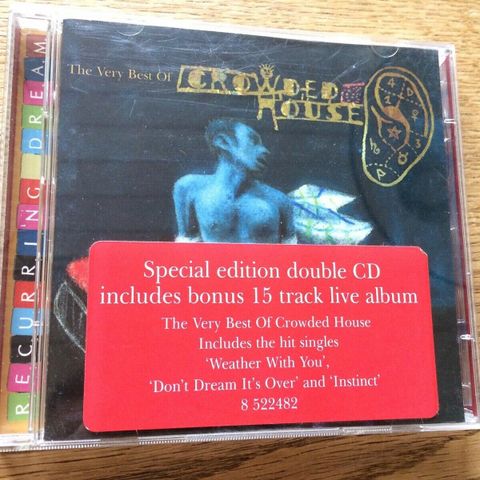 The Very Best Of CROWDED HOUSE
RECURRING DREAM
Special edition double CD
includes bonus 15 track live album
The Very Best Of Crowded House
Includes the hit singles
'Weather With You',
'Don't Dream It's Over' and 'Instinct'
8 522482